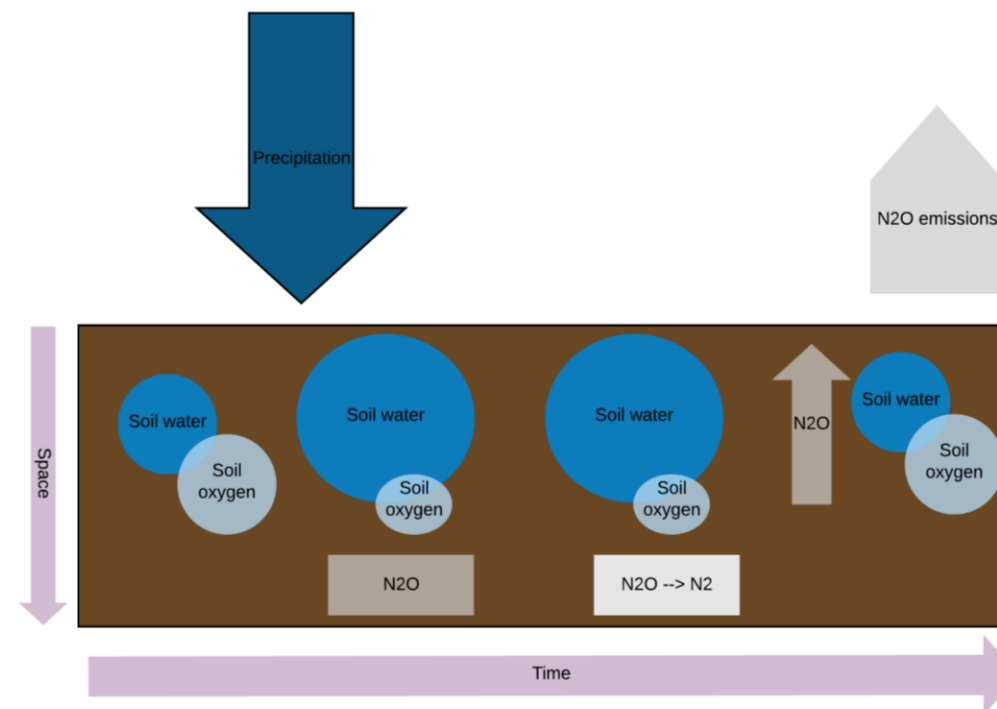 Precipitation
N2O emissions
Space
Soil water
Soil
oxygen
Soil water
Soil
oxygen
N2O
Soil water
Soil
oxygen
N2O --> N2
N2O
Soil water
Soil
oxygen
Time